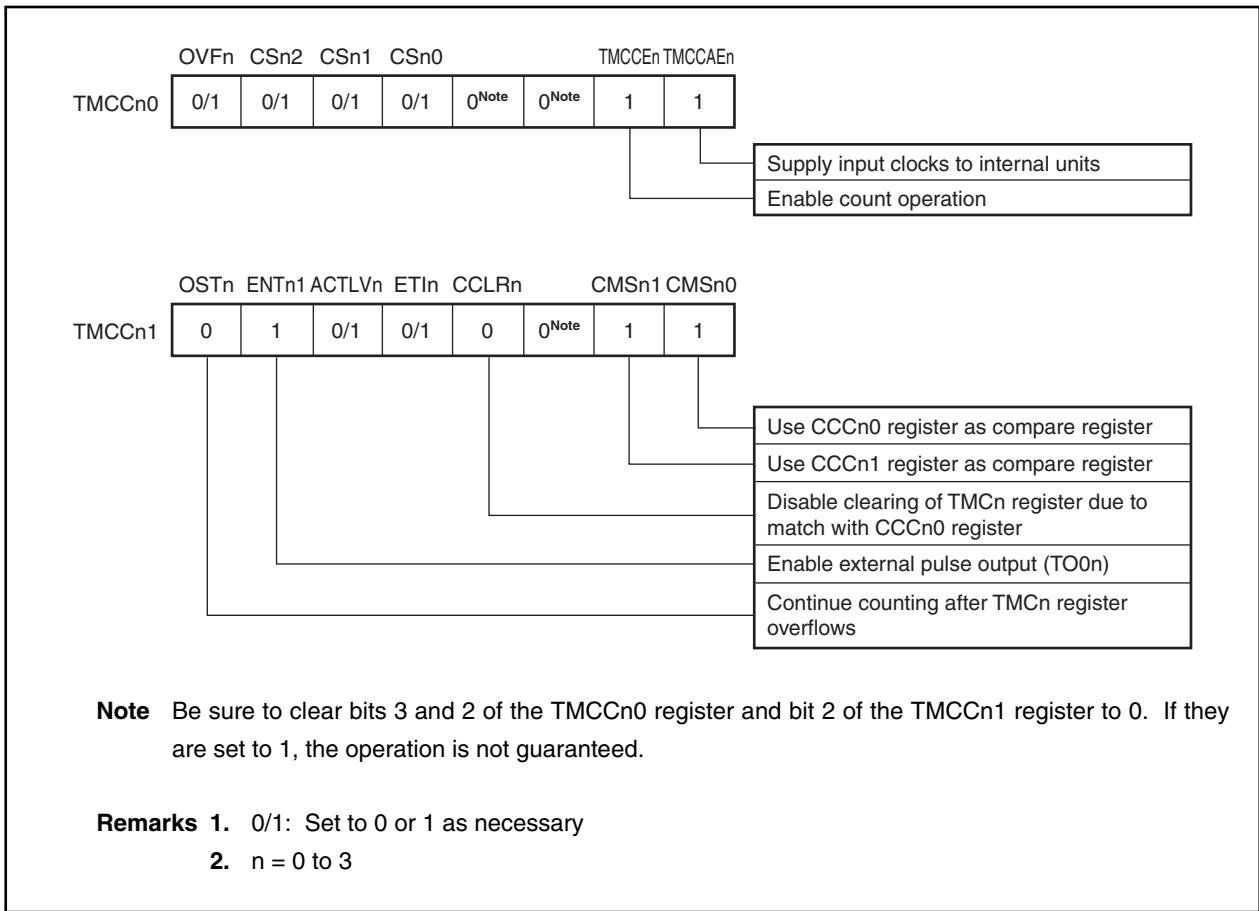 OVFn CSn2 CSn1 CSn0 TMCCEn TMCCAEn
TMCCn0 0/1 0/1 0/1 0/1 0Note 0Note 1 1
Supply input clocks to internal units
Enable count operation
OSTn ENTn1 ACTLVn ETIn CCLRn CMSn1 CMSn0
TMCCn1 0 1 0/1 0/1 0 0Note 1 1
Use CCCn0 register as compare register
Use CCCn1 register as compare register
Disable clearing of TMCn register due to
match with CCCn0 register
Enable external pulse output (TO0n)
Continue counting after TMCn register
overflows
Note Be sure to clear bits 3 and 2 of the TMCCn0 register and bit 2 of the TMCCn1 register to 0. If they
are set to 1, the operation is not guaranteed.
Remarks 1. 0/1: Set to 0 or 1 as necessary
2. n = 0 to 3